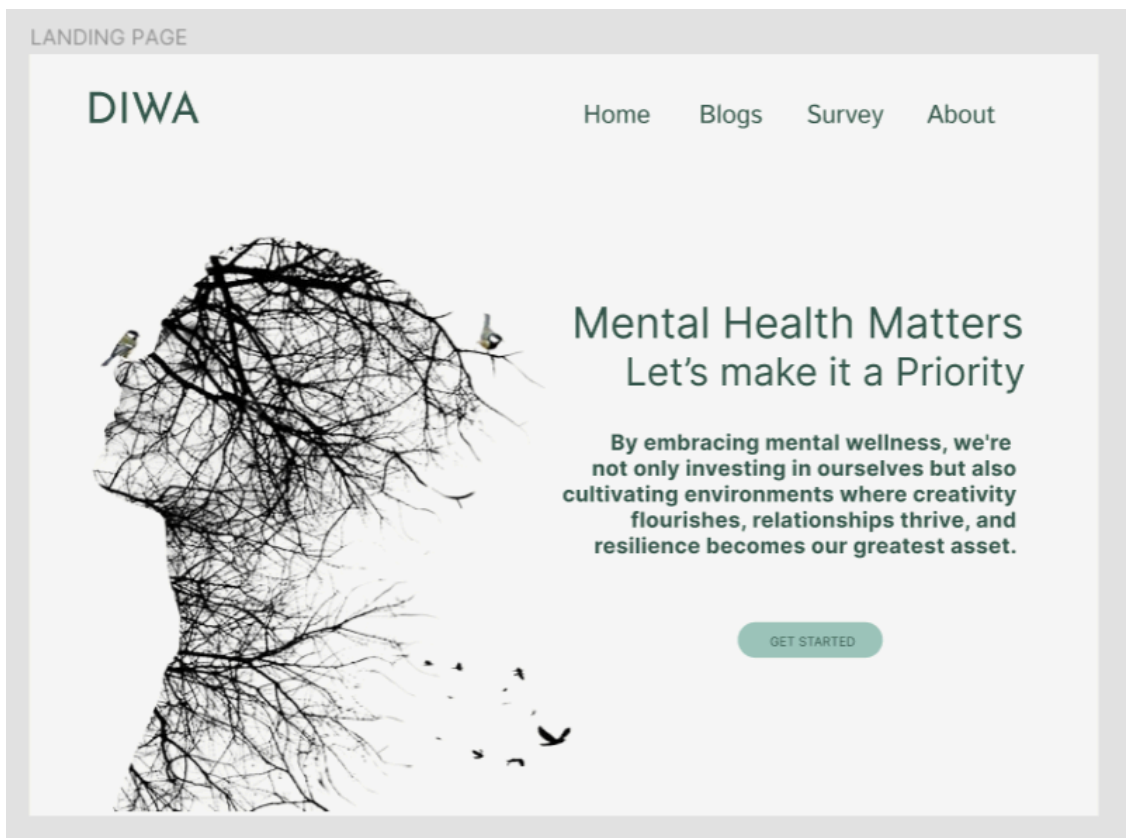 LANDING PAGE
DIWA
Home Blogs Survey About
Mental Health Matters
Let’s make it a Priority
By embracing mental wellness, we're
not only investing in ourselves but also
cultivating environments where creativity
flourishes, relationships thrive, and
resilience becomes our greatest asset.
GET STARTED